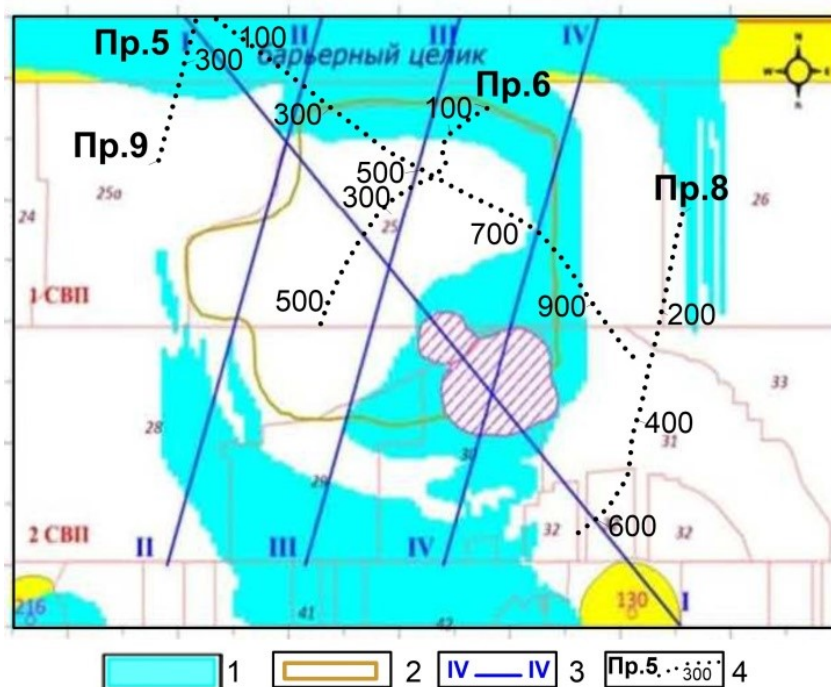 Пр.5 I 100 II III IV
300 барьерный целик N
W E
S
300 100 Пр.6
Пр.9 500
25а 300 Пр.8 26
24 25 700
1 СВП 500 900 200
33
28 400
30 31
29
2 СВП 32 600 32
II III IV
216 130 I
41 42
1 2 IV IV 3 Пр.5 300 4